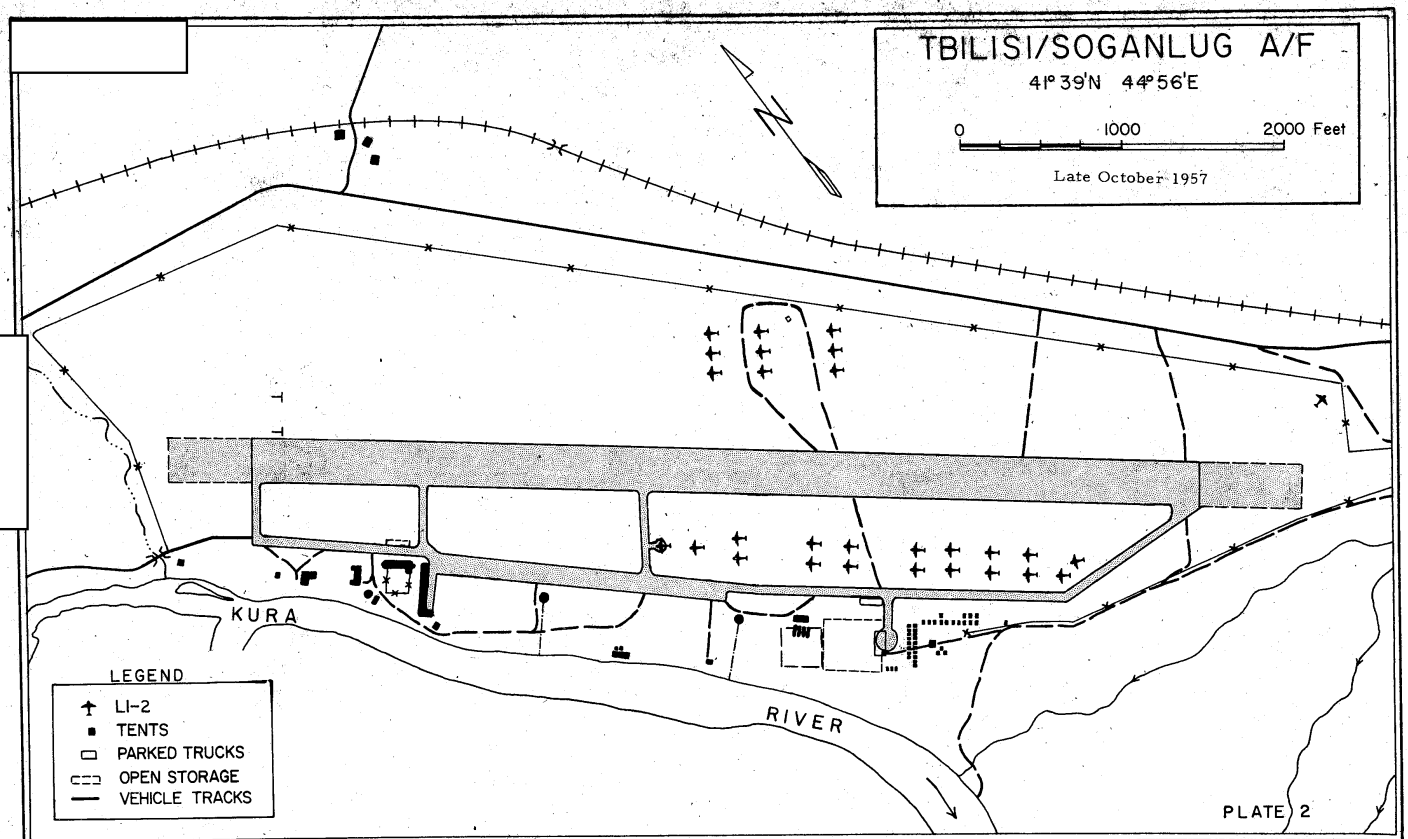 TBILISI/SOGANLUG A/F
41° 39'N 44° 56'E
0 1000 2000 Feet
Late October 1957
N
T
T
KURA
RIVER
LEGEND
LI-2
TENTS
PARKED TRUCKS
OPEN STORAGE
VEHICLE TRACKS
PLATE 2